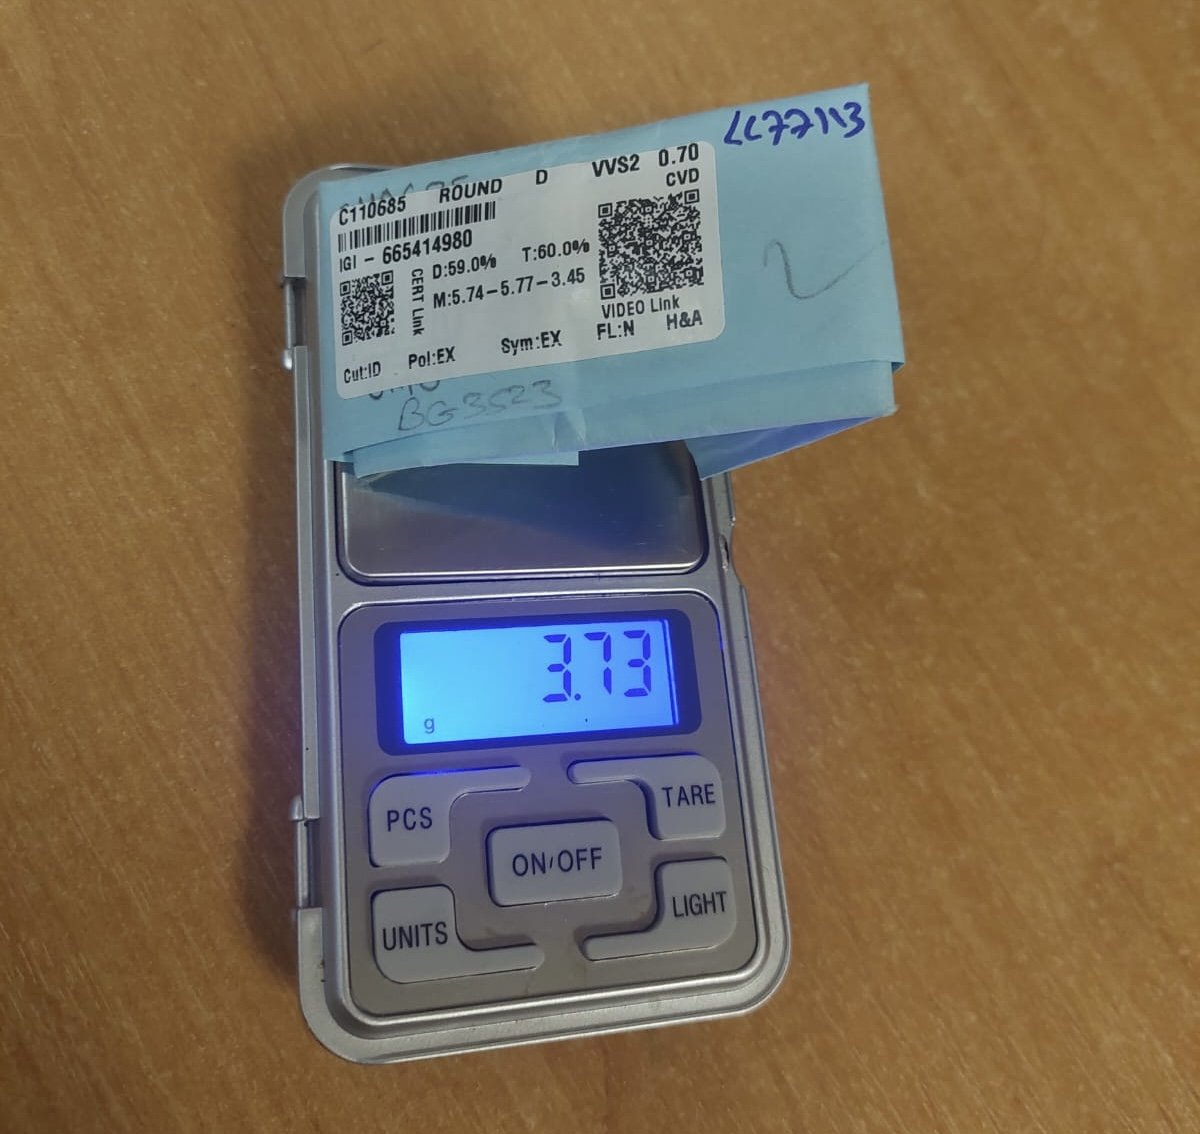 LC77113
C110685 ROUND D VVS2 0.70
CVD
IGI - 665414980
D:59.0% T:60.0%
CERT Link
M:5.74-5.77-3.45
VIDEO Link
Cut:ID Pol:EX Sym:EX FL:N H&A
BG3523
3.73
g
PCS
TARE
ON/OFF
UNITS
LIGHT